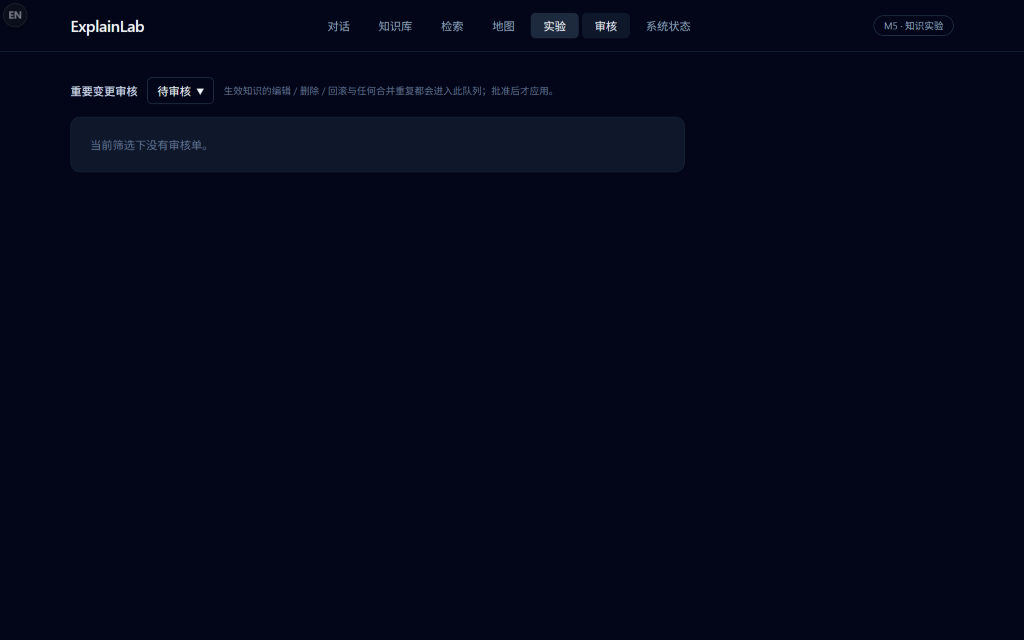 EN
ExplainLab 对话 知识库 检索 地图 实验 审核 系统状态 M5 · 知识实验
重要变更审核 待审核 ▼ 生效知识的编辑 / 删除 / 回滚与任何合并重复都会进入此队列；批准后才应用。
当前筛选下没有审核单。